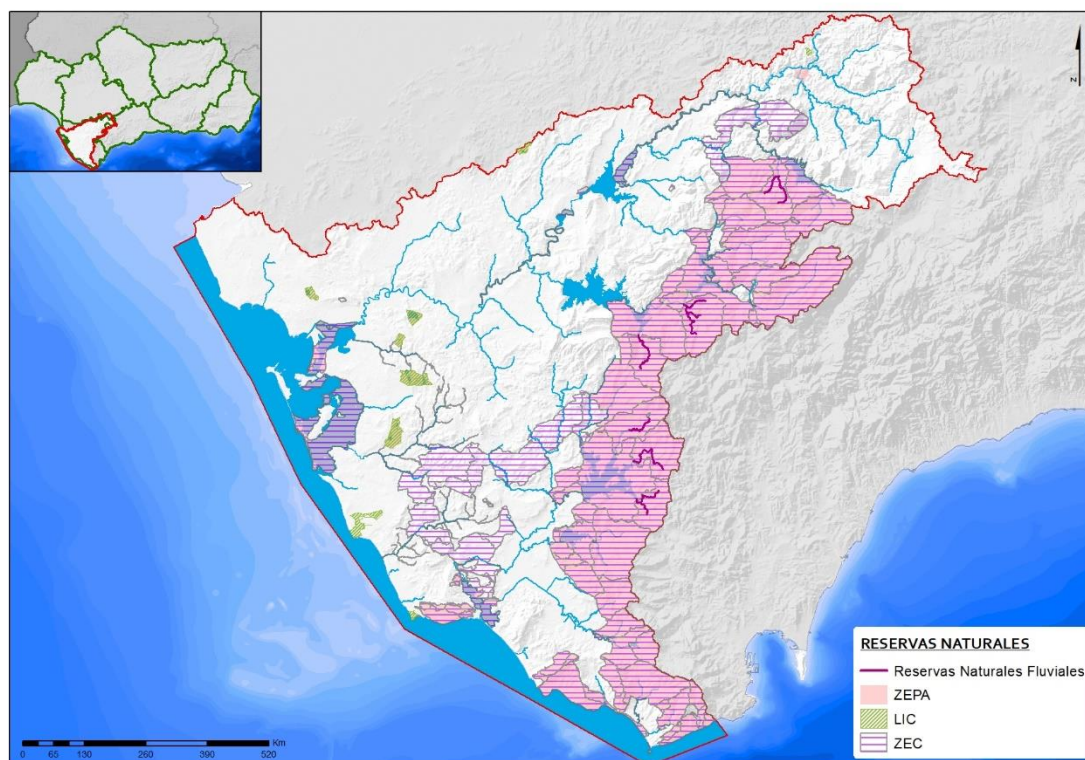 N
RESERVAS NATURALES
Reservas Naturales Fluviales
ZEPA
LIC
ZEC
Km
0 65 130 260 390 520